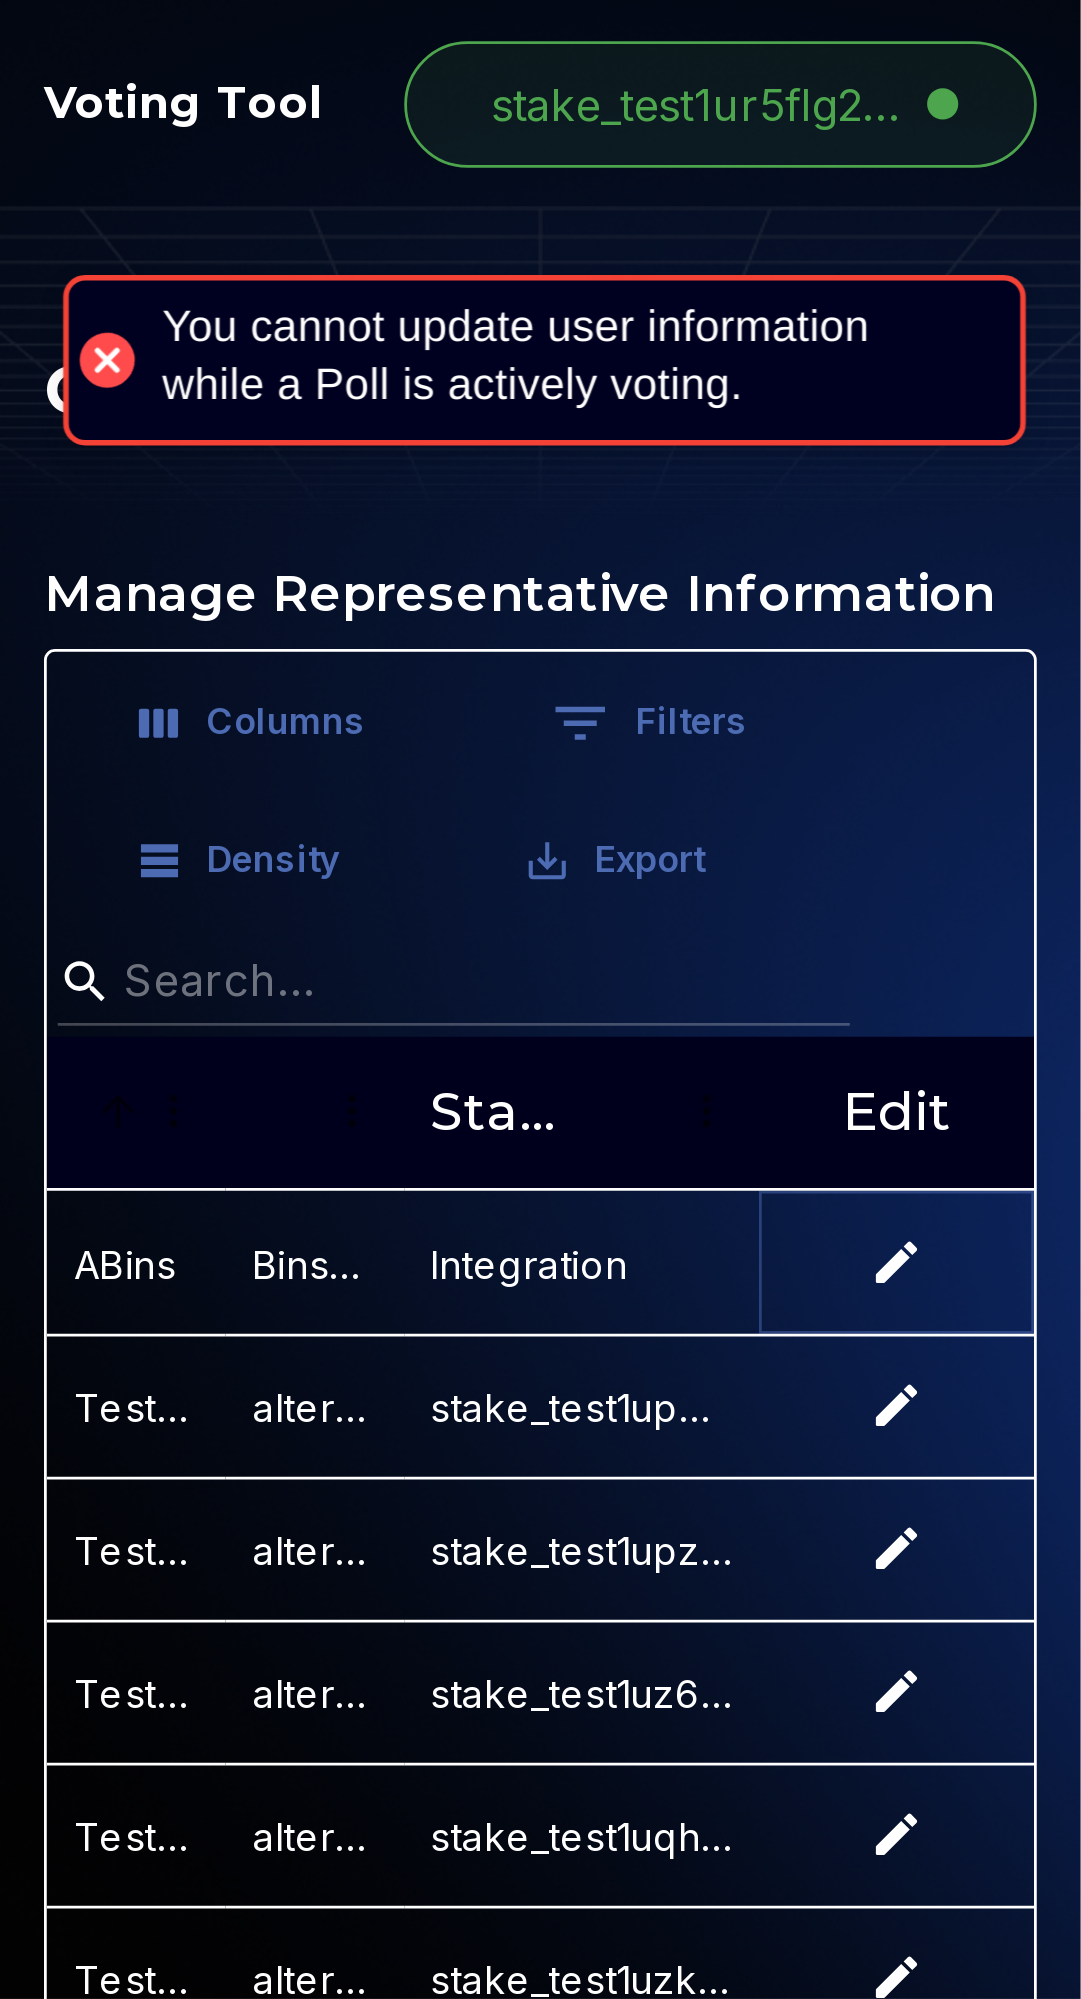 Voting Tool stake_test1ur5flg2...
You cannot update user information
while a Poll is actively voting.
Manage Representative Information
Columns Filters
Density Export
Search...
Sta... Edit
ABins Bins... Integration
Test... alter... stake_test1up...
Test... alter... stake_test1upz...
Test... alter... stake_test1uz6...
Test... alter... stake_test1uqh...
Test... alter... stake_test1uzk...